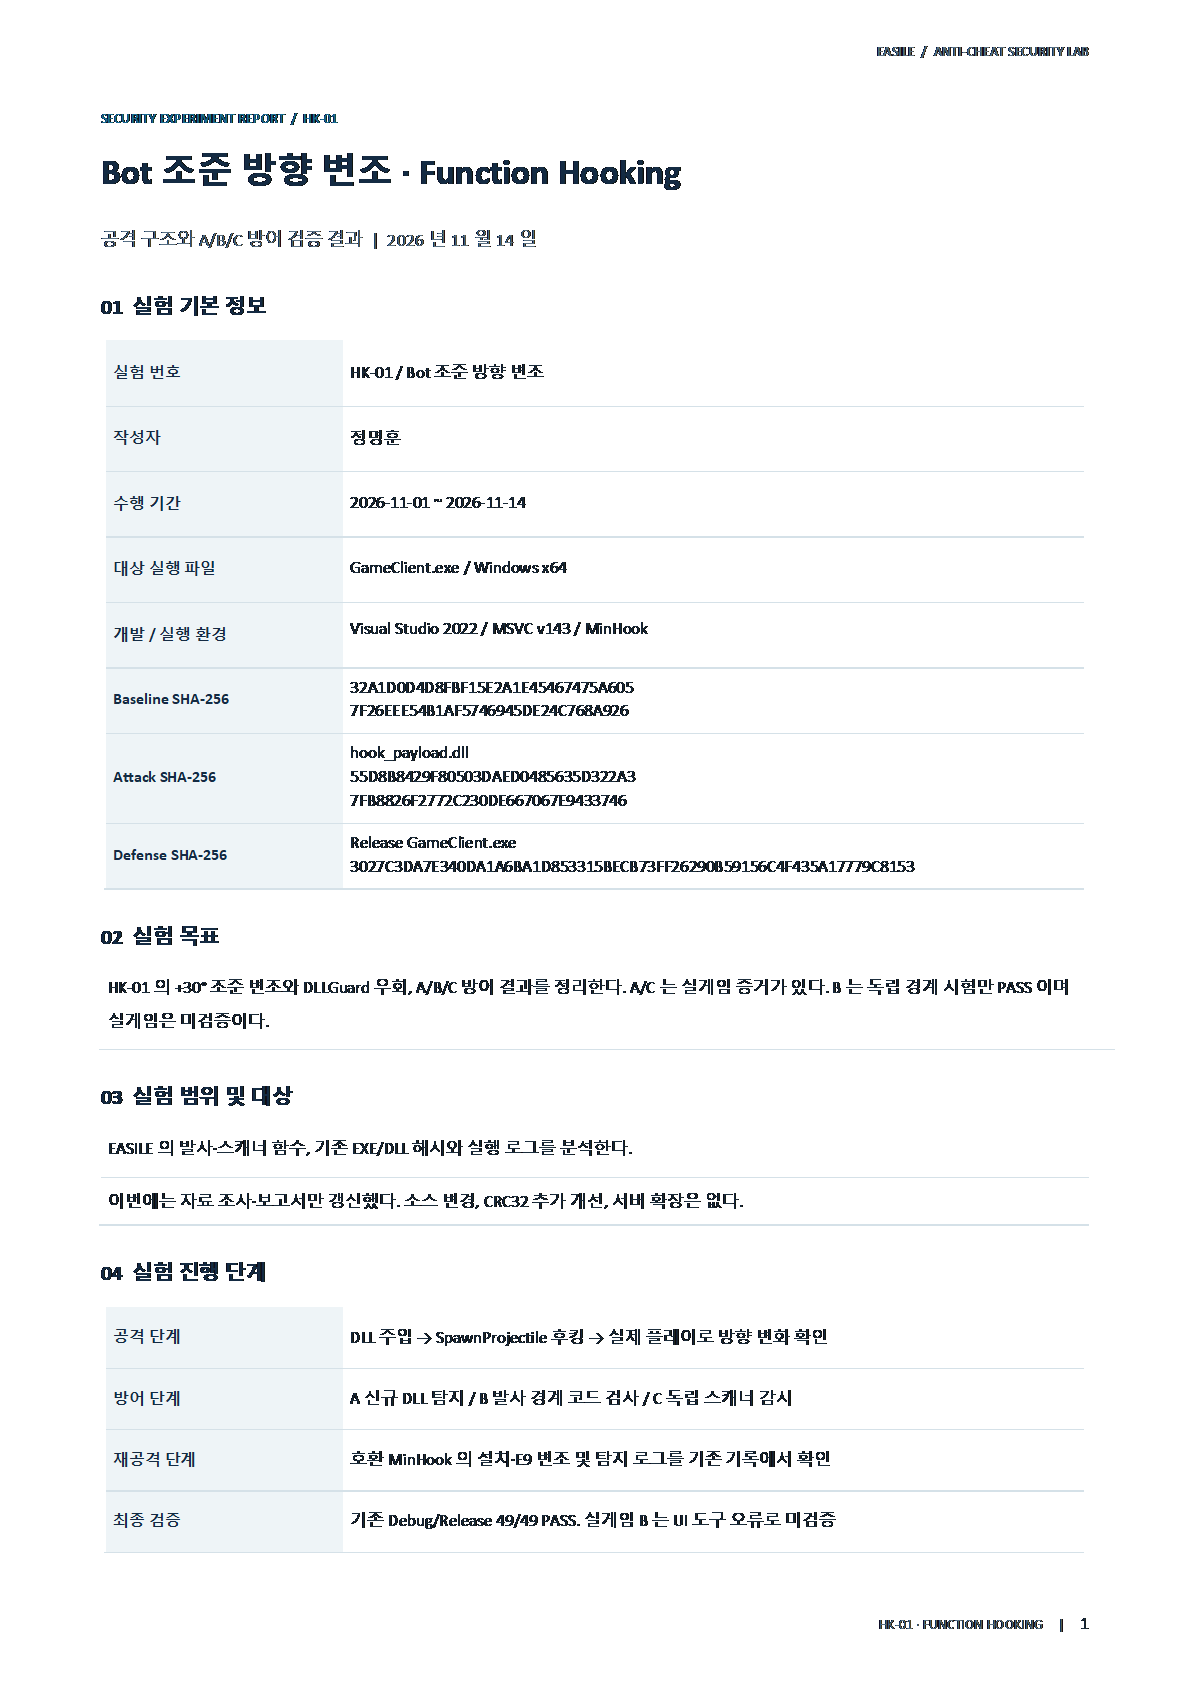 EASILE / ANTI-CHEAT SECURITY LAB
SECURITY EXPERIMENT REPORT / HK-01
Bot 조준 방향 변조 · Function Hooking
공격 구조와 A/B/C 방어 검증 결과 | 2026 년 11 월 14 일
01 실험 기본 정보
실험 번호 HK-01 / Bot 조준 방향 변조
작성자 정명훈
수행 기간 2026-11-01 ~ 2026-11-14
대상 실행 파일 GameClient.exe / Windows x64
개발 / 실행 환경 Visual Studio 2022 / MSVC v143 / MinHook
Baseline SHA-256 32A1D0D4D8FBF15E2A1E45467475A605
7F26EEE54B1AF5746945DE24C768A926
Attack SHA-256 hook_payload.dll
55D8B8429F80503DAED0485635D322A3
7FB8826F2772C230DE667067E9433746
Defense SHA-256 Release GameClient.exe
3027C3DA7E340DA1A6BA1D853315BECB73FF26290B59156C4F435A17779C8153
02 실험 목표
HK-01 의 +30° 조준 변조와 DLLGuard 우회, A/B/C 방어 결과를 정리한다. A/C 는 실게임 증거가 있다. B 는 독립 경계 시험만 PASS 이며
실게임은 미검증이다.
03 실험 범위 및 대상
EASILE 의 발사·스캐너 함수, 기존 EXE/DLL 해시와 실행 로그를 분석한다.
이번에는 자료 조사·보고서만 갱신했다. 소스 변경, CRC32 추가 개선, 서버 확장은 없다.
04 실험 진행 단계
공격 단계 DLL 주입 → SpawnProjectile 후킹 → 실제 플레이로 방향 변화 확인
방어 단계 A 신규 DLL 탐지 / B 발사 경계 코드 검사 / C 독립 스캐너 감시
재공격 단계 호환 MinHook 의 설치·E9 변조 및 탐지 로그를 기존 기록에서 확인
최종 검증 기존 Debug/Release 49/49 PASS. 실게임 B 는 UI 도구 오류로 미검증
HK-01 · FUNCTION HOOKING | 1